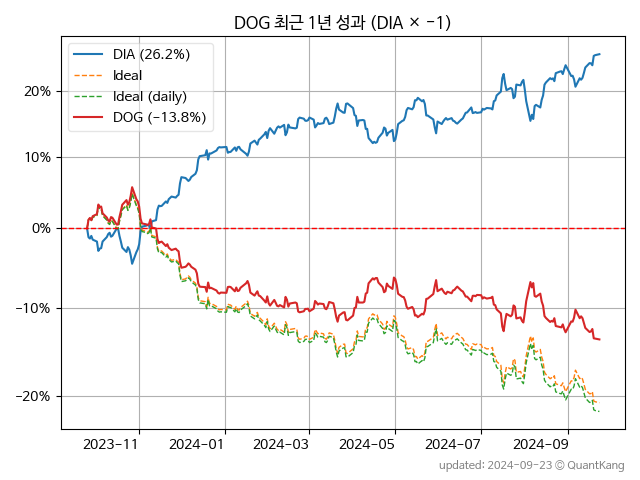 DOG 최근 1년 성과 (DIA × −1)
DIA (26.2%)
Ideal
Ideal (daily)
DOG (−13.8%)
20%
10%
0%
−10%
−20%
2023−11
2024−01
2024−03
2024−05
2024−07
2024−09
updated: 2024−09−23 © QuantKang